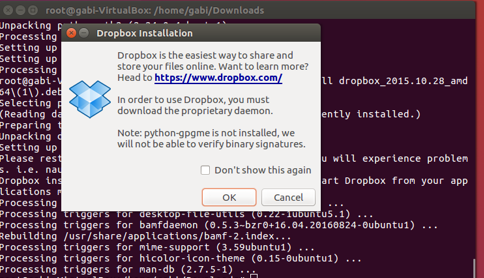 root@gabi-VirtualBox: /home/gabi/Downloads
Unpacking
Processing
Setting up
Setting up
Processing
root@gabi-V
ll dropbox_2015.10.28_amd
64\(1\).deb
Selecting p
(Reading da
ently installed.)
Preparing t
Unpacking d
Setting up
Please rest
u will experience problem
s. i.e. nau
Dropbox ins
art Dropbox from your app
lications m
Processing
Processing triggers for desktop-file-utils (0.22-1ubuntu5.1) ...
Processing triggers for bamfdaemon (0.5.3~bzr0+16.04.20160824-0ubuntu1) ...
Rebuilding /usr/share/applications/bamf-2.index...
Processing triggers for mime-support (3.59ubuntu1) ...
Processing triggers for hicolor-icon-theme (0.15-0ubuntu1) ...
Processing triggers for man-db (2.7.5-1) ...
Dropbox Installation
Dropbox is the easiest way to share and
store your files online. Want to learn more?
Head to https://www.dropbox.com/
In order to use Dropbox, you must
download the proprietary daemon.
Note: python-gpgme is not installed, we
will not be able to verify binary signatures.
Don't show this again
OK
Cancel